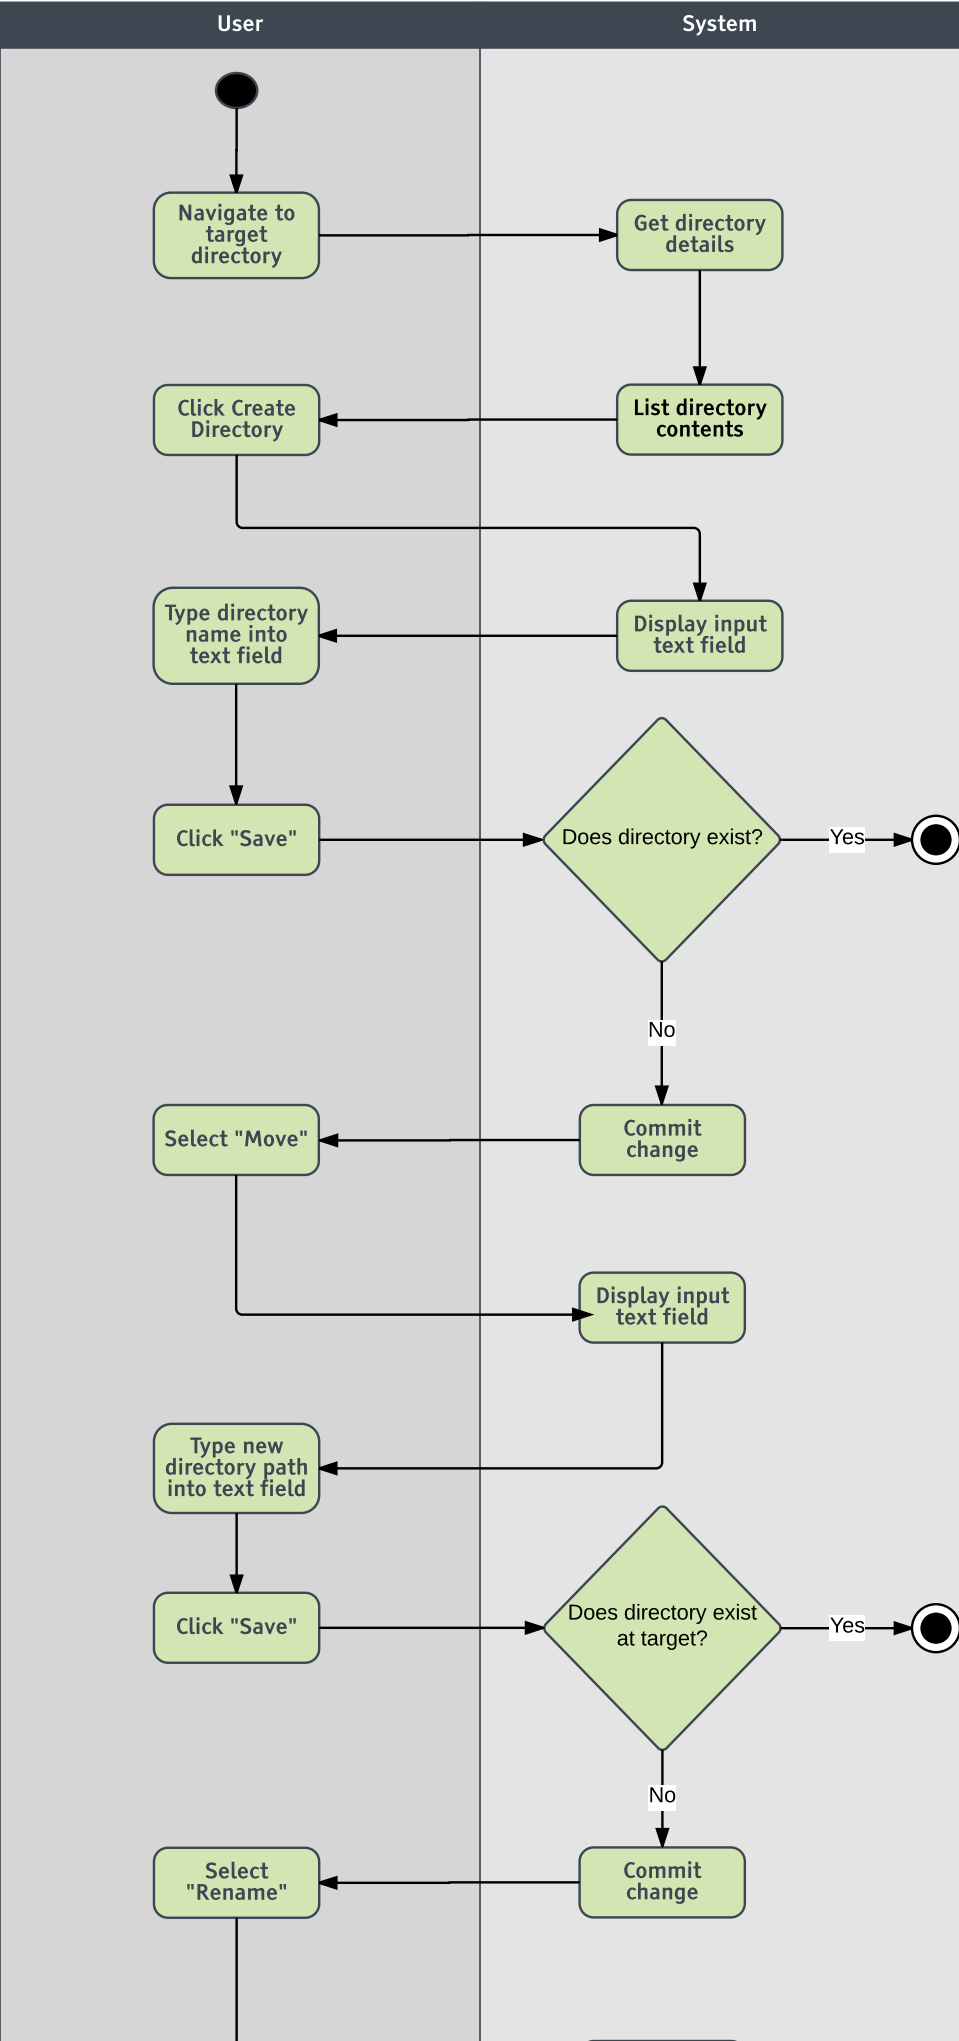 User
System
Navigate to
target
directory
Get directory
details
Click Create
Directory
List directory
contents
Type directory
name into
text field
Display input
text field
Click "Save"
Does directory exist?
Yes
No
Select "Move"
Commit
change
Display input
text field
Type new
directory path
into text field
Click "Save"
Does directory exist
at target?
Yes
No
Select
"Rename"
Commit
change